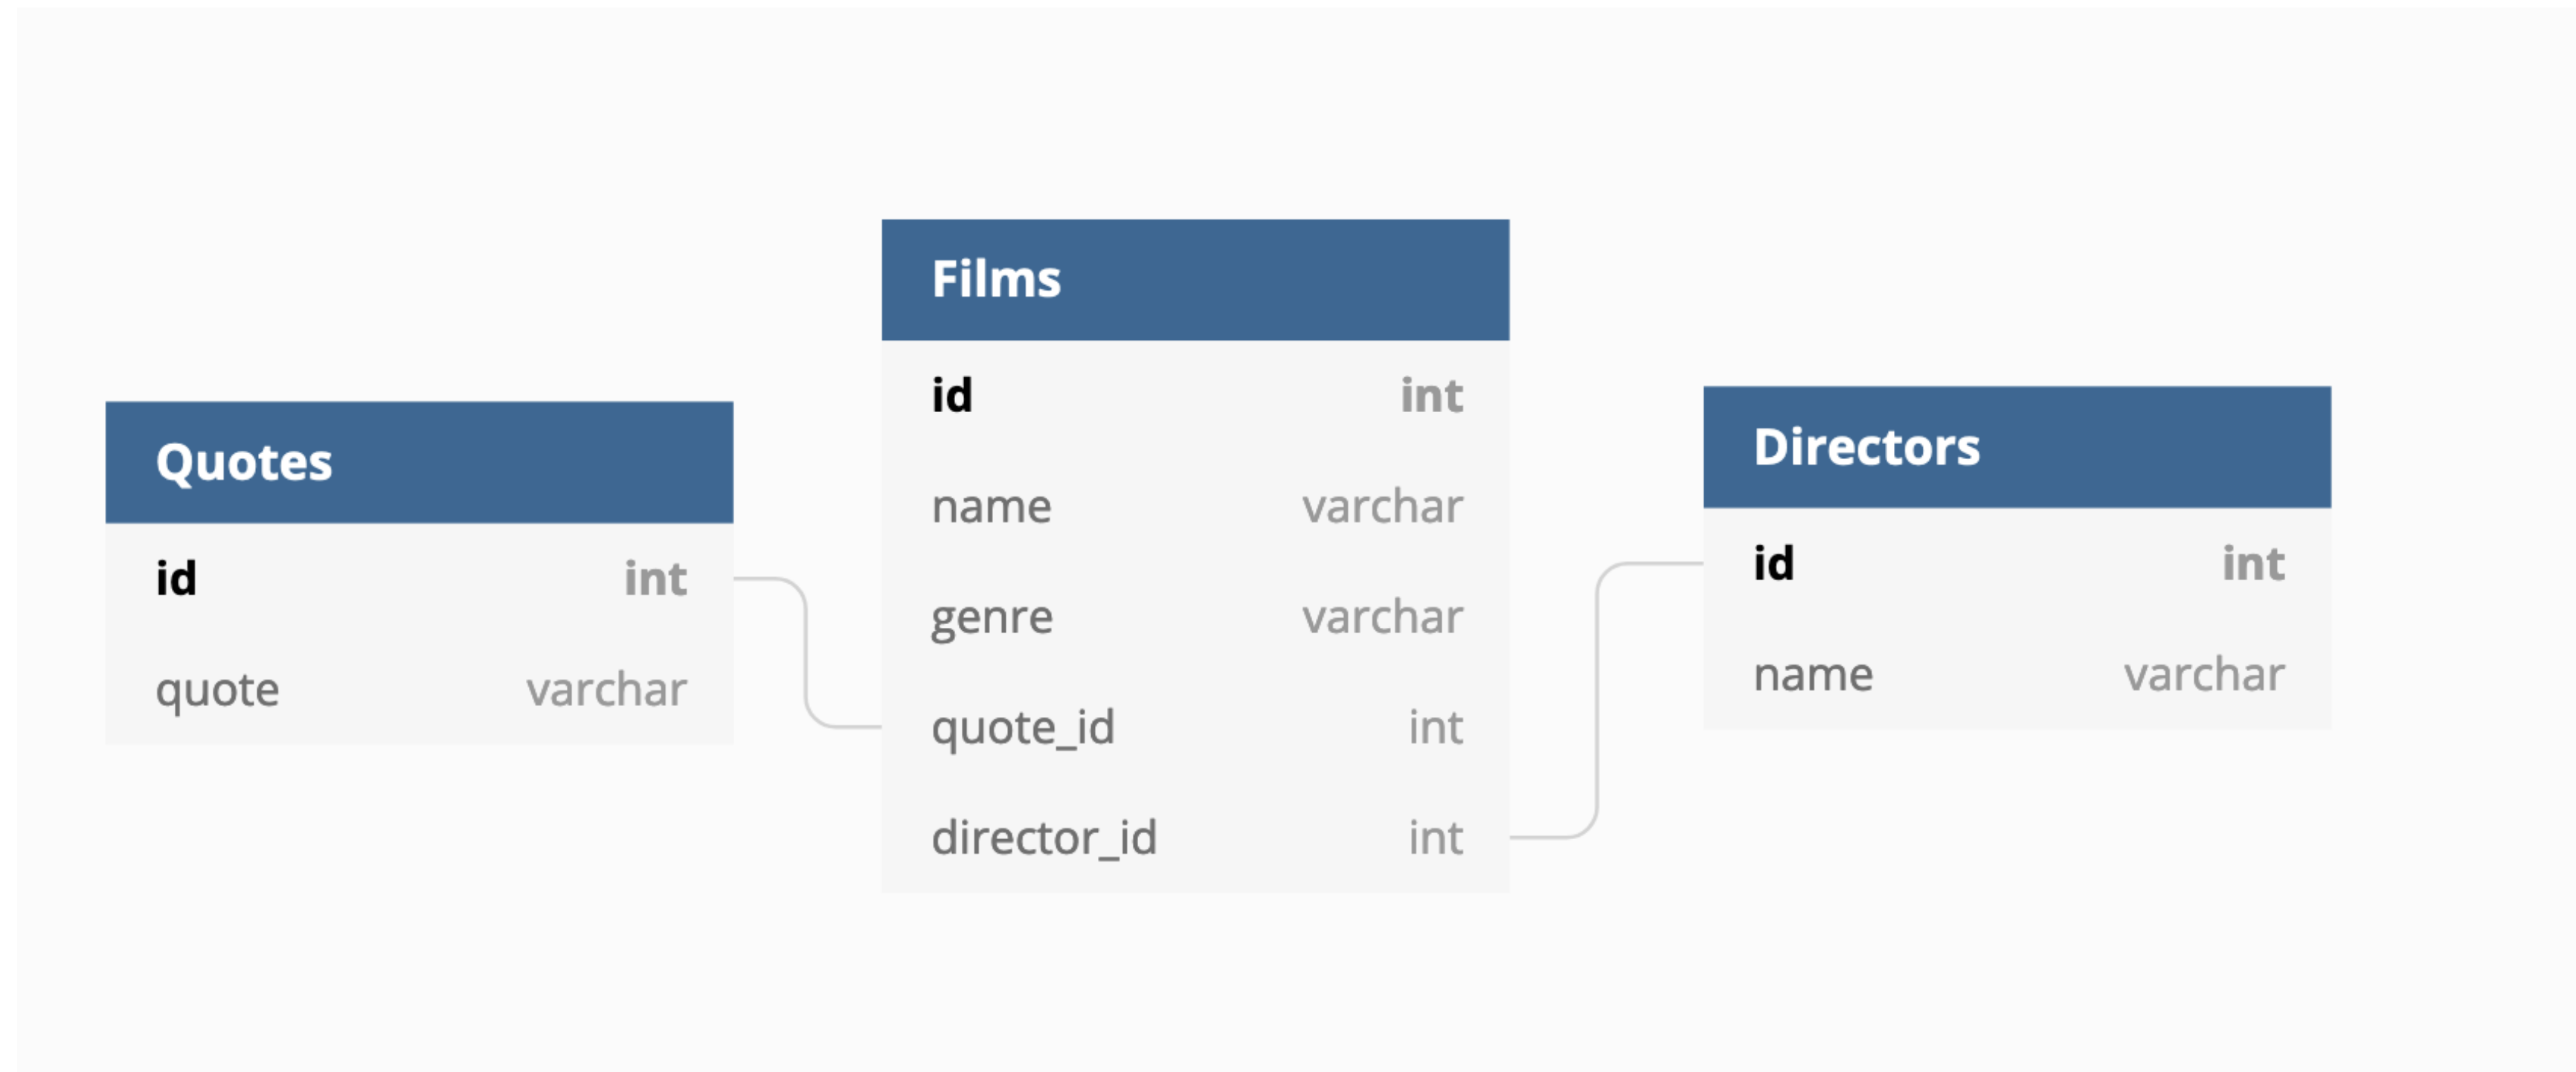 Quotes
id int
quote varchar
Films
id int
name varchar
genre varchar
quote_id int
director_id int
Directors
id int
name varchar